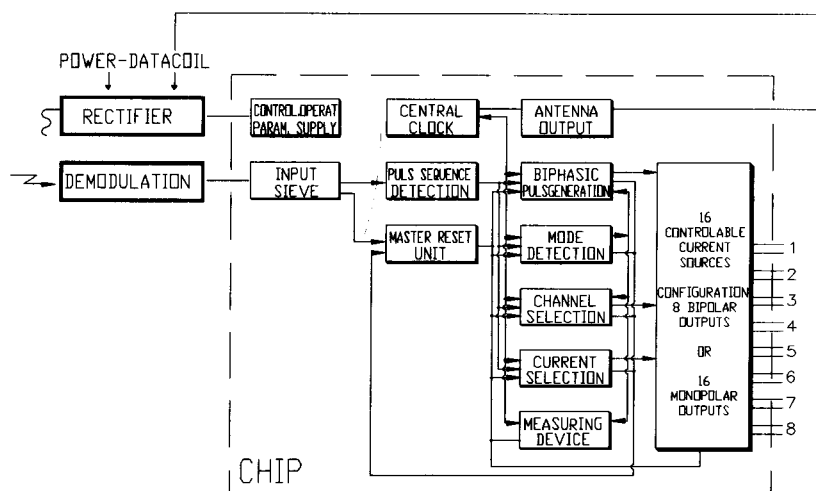 POWER-DATACOIL
RECTIFIER
CONTROL.OPERAT
PARAM. SUPPLY
CENTRAL
CLOCK
ANTENNA
OUTPUT
DEMODULATION
INPUT
SIEVE
PULS SEQUENCE
DETECTION
BIPHASIC
PULSGENERATION
MASTER RESET
UNIT
MODE
DETECTION
CHANNEL
SELECTION
CURRENT
SELECTION
MEASURING
DEVICE
16
CONTROLABLE
CURRENT
SOURCES
CONFIGURATION
8 BIPOLAR
OUTPUTS
OR
16
MONOPOLAR
OUTPUTS
1
2
3
4
5
6
7
8
CHIP